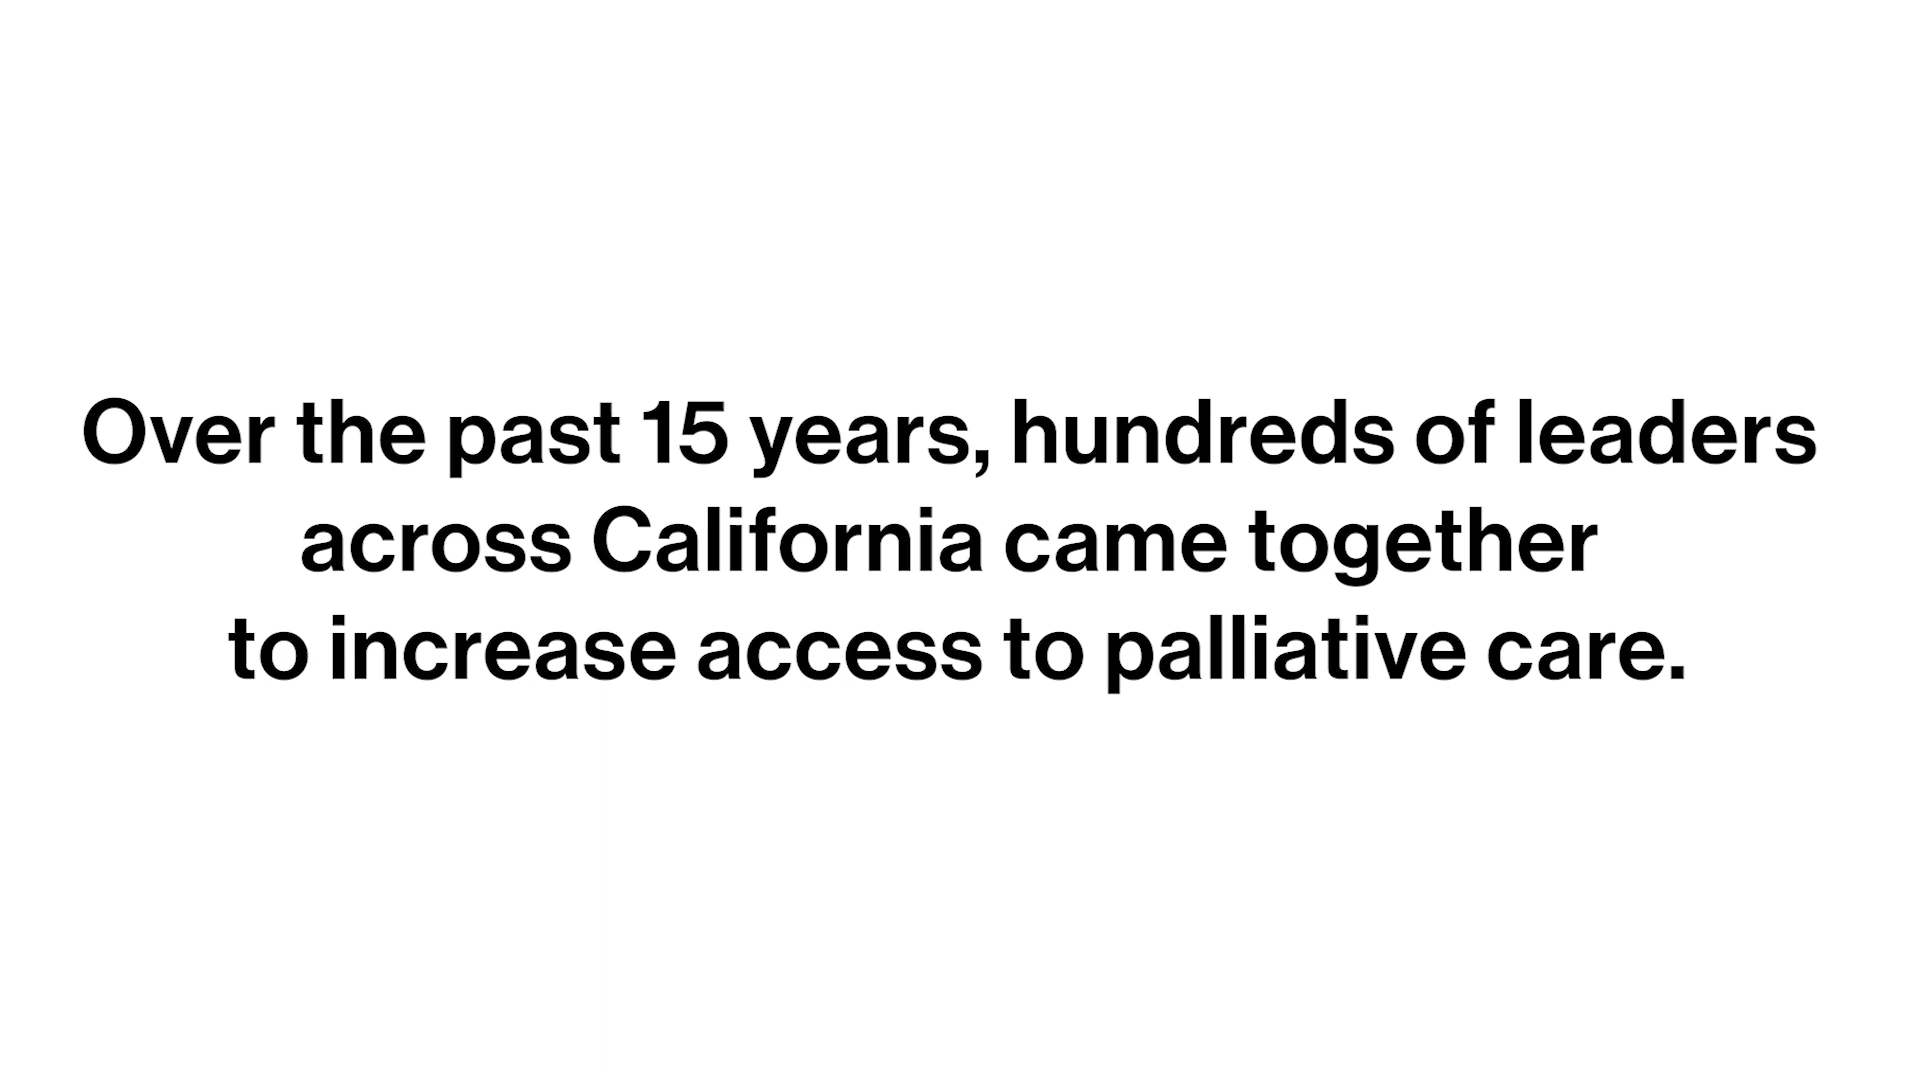 Over the past 15 years, hundreds of leaders
across California came together
to increase access to palliative care.